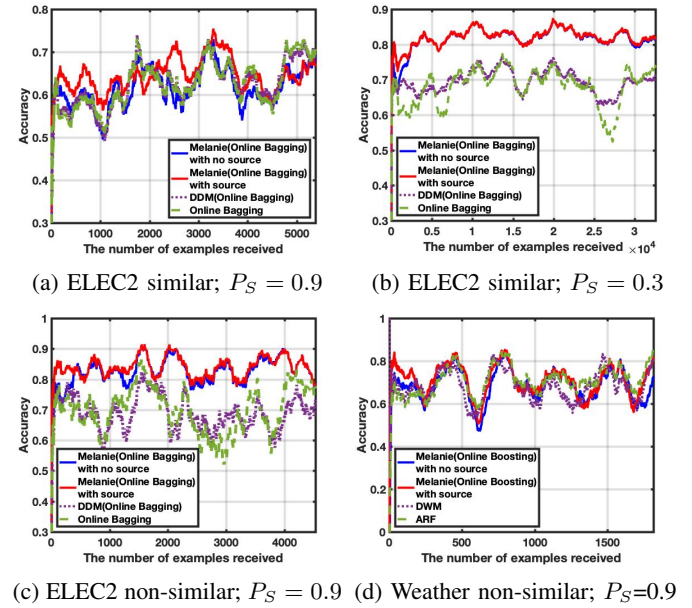 0.8
0.7
0.6
0.5
0.4
0.3
Accuracy
Melanie(Online Bagging)
with no source
Melanie(Online Bagging)
with source
DDM(Online Bagging)
Online Bagging
0 1000 2000 3000 4000 5000
The number of examples received
(a) ELEC2 similar; P_S = 0.9
0.9
0.8
0.7
0.6
0.5
0.4
0.3
Accuracy
Melanie(Online Bagging)
with no source
Melanie(Online Bagging)
with source
DDM(Online Bagging)
Online Bagging
0 0.5 1 1.5 2 2.5 3
The number of examples received ×10^4
(b) ELEC2 similar; P_S = 0.3
1
0.9
0.8
0.7
0.6
0.5
0.4
0.3
Accuracy
Melanie(Online Bagging)
with no source
Melanie(Online Bagging)
with source
DDM(Online Bagging)
Online Bagging
0 1000 2000 3000 4000
The number of examples received
(c) ELEC2 non-similar; P_S = 0.9
1
0.8
0.6
0.4
0.2
0
Accuracy
Melanie(Online Boosting)
with no source
Melanie(Online Boosting)
with source
DWM
ARF
0 500 1000 1500
The number of examples received
(d) Weather non-similar; P_S=0.9